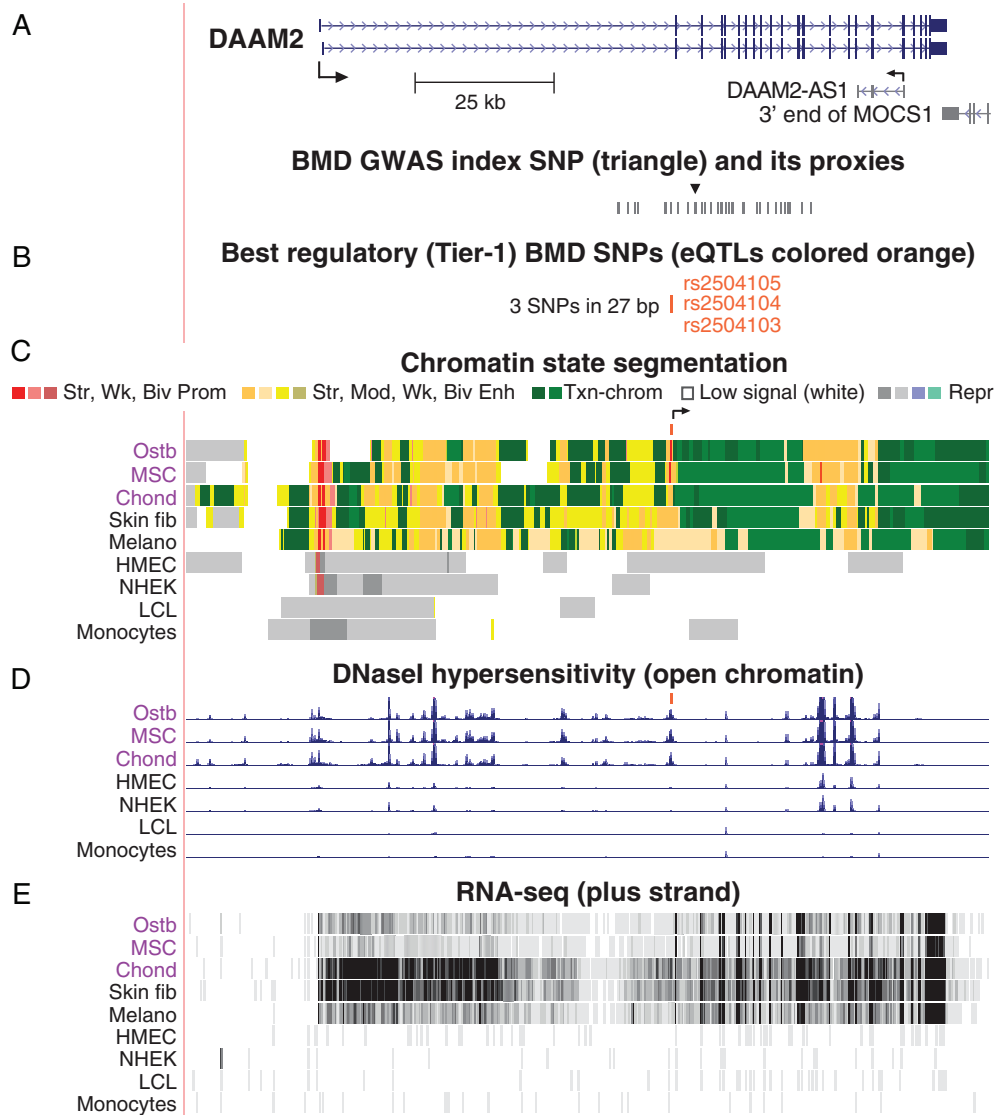 A
DAAM2
25 kb
DAAM2-AS1
3' end of MOCS1
BMD GWAS index SNP (triangle) and its proxies
B
Best regulatory (Tier-1) BMD SNPs (eQTLs colored orange)
3 SNPs in 27 bp
rs2504105
rs2504104
rs2504103
C
Chromatin state segmentation
Str, Wk, Biv Prom
Str, Mod, Wk, Biv Enh
Txn-chrom
Low signal (white)
Repr
Ostb
MSC
Chond
Skin fib
Melano
HMEC
NHEK
LCL
Monocytes
D
DNaseI hypersensitivity (open chromatin)
Ostb
MSC
Chond
HMEC
NHEK
LCL
Monocytes
E
RNA-seq (plus strand)
Ostb
MSC
Chond
Skin fib
Melano
HMEC
NHEK
LCL
Monocytes